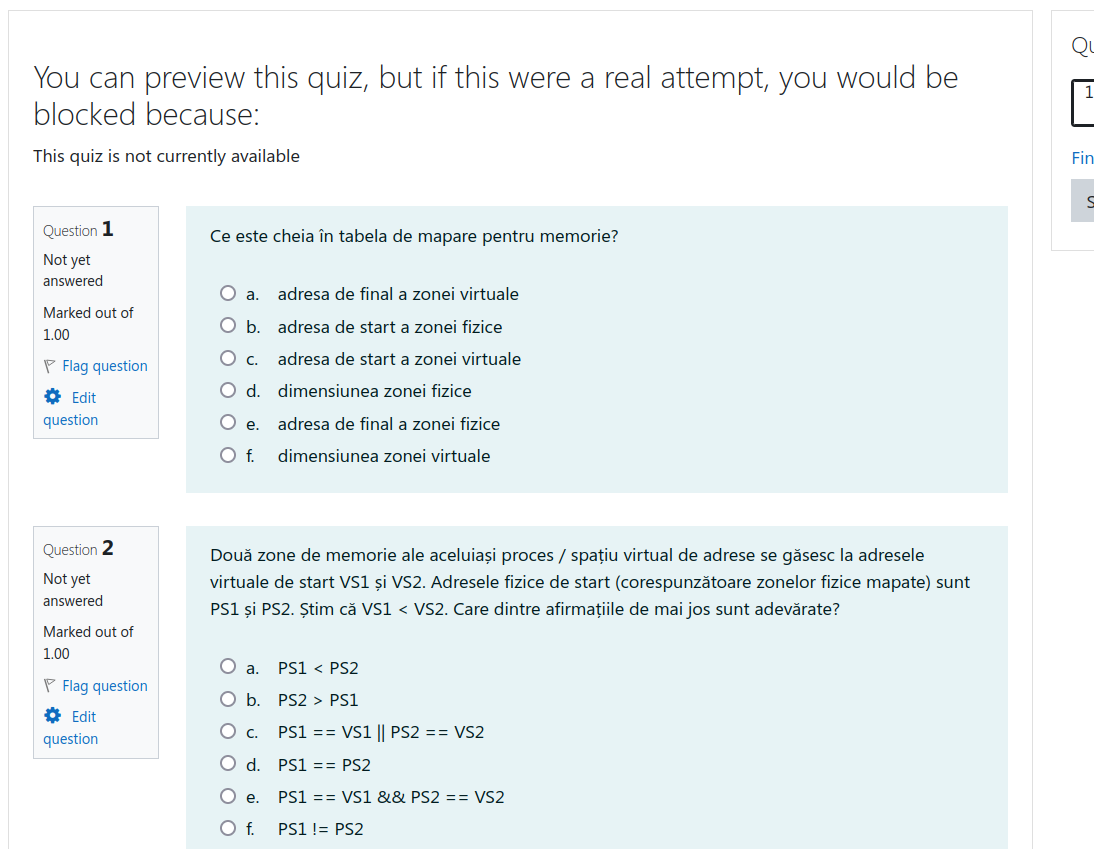 You can preview this quiz, but if this were a real attempt, you would be
blocked because:
This quiz is not currently available
Question 1
Not yet
answered
Marked out of
1.00
Flag question
Edit
question
Ce este cheia în tabela de mapare pentru memorie?
a. adresa de final a zonei virtuale
b. adresa de start a zonei fizice
c. adresa de start a zonei virtuale
d. dimensiunea zonei fizice
e. adresa de final a zonei fizice
f. dimensiunea zonei virtuale
Question 2
Not yet
answered
Marked out of
1.00
Flag question
Edit
question
Două zone de memorie ale aceluiași proces / spațiu virtual de adrese se găsesc la adresele
virtuale de start VS1 și VS2. Adresele fizice de start (corespunzătoare zonelor fizice mapate) sunt
PS1 și PS2. Știm că VS1 < VS2. Care dintre afirmațiile de mai jos sunt adevărate?
a. PS1 < PS2
b. PS2 > PS1
c. PS1 == VS1 || PS2 == VS2
d. PS1 == PS2
e. PS1 == VS1 && PS2 == VS2
f. PS1 != PS2
Qu
1
Fin
S